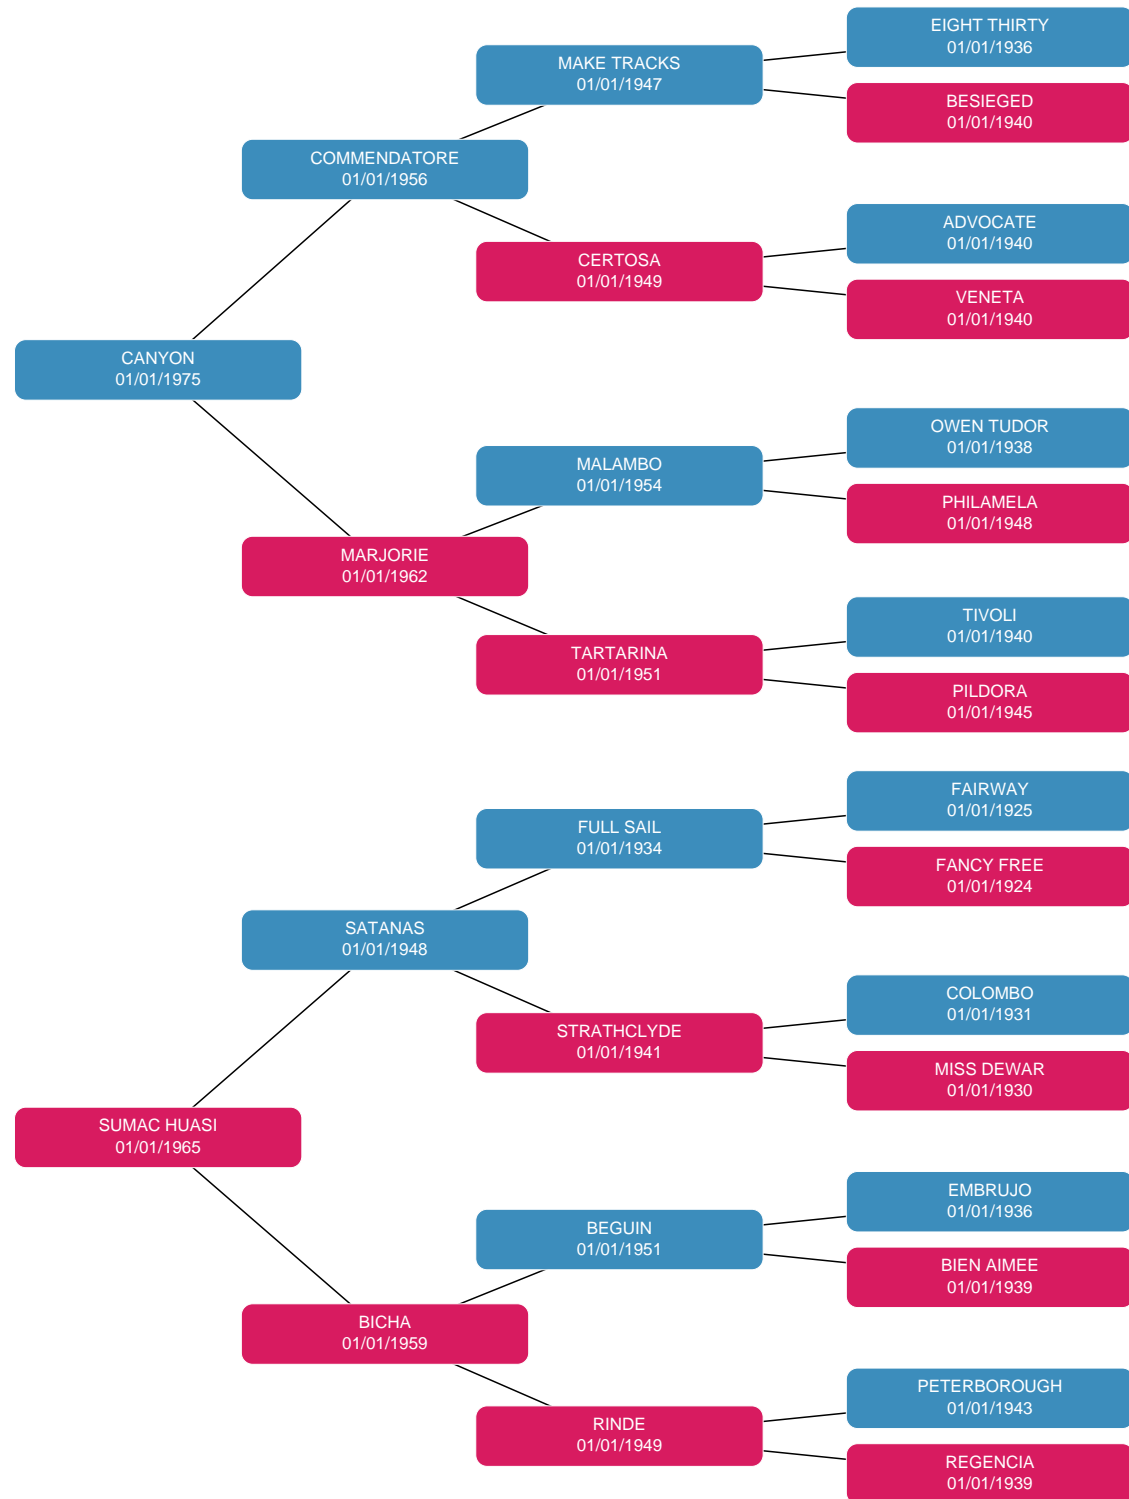 EIGHT THIRTY
01/01/1936
MAKE TRACKS
01/01/1947
BESIEGED
01/01/1940
COMMENDATORE
01/01/1956
ADVOCATE
01/01/1940
CERTOSA
01/01/1949
VENETA
01/01/1940
CANYON
01/01/1975
OWEN TUDOR
01/01/1938
MALAMBO
01/01/1954
PHILAMELA
01/01/1948
MARJORIE
01/01/1962
TIVOLI
01/01/1940
TARTARINA
01/01/1951
PILDORA
01/01/1945
FAIRWAY
01/01/1925
FULL SAIL
01/01/1934
FANCY FREE
01/01/1924
SATANAS
01/01/1948
COLOMBO
01/01/1931
STRATHCLYDE
01/01/1941
MISS DEWAR
01/01/1930
SUMAC HUASI
01/01/1965
EMBRUJO
01/01/1936
BEGUIN
01/01/1951
BIEN AIMEE
01/01/1939
BICHA
01/01/1959
PETERBOROUGH
01/01/1943
RINDE
01/01/1949
REGENCIA
01/01/1939